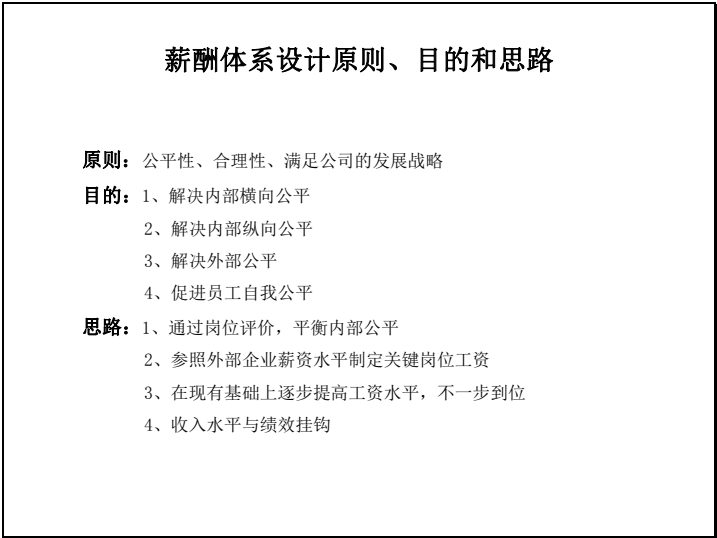 薪酬体系设计原则、目的和思路
原则：公平性、合理性、满足公司的发展战略
目的：1、解决内部横向公平
2、解决内部纵向公平
3、解决外部公平
4、促进员工自我公平
思路：1、通过岗位评价，平衡内部公平
2、参照外部企业薪资水平制定关键岗位工资
3、在现有基础上逐步提高工资水平，不一步到位
4、收入水平与绩效挂钩